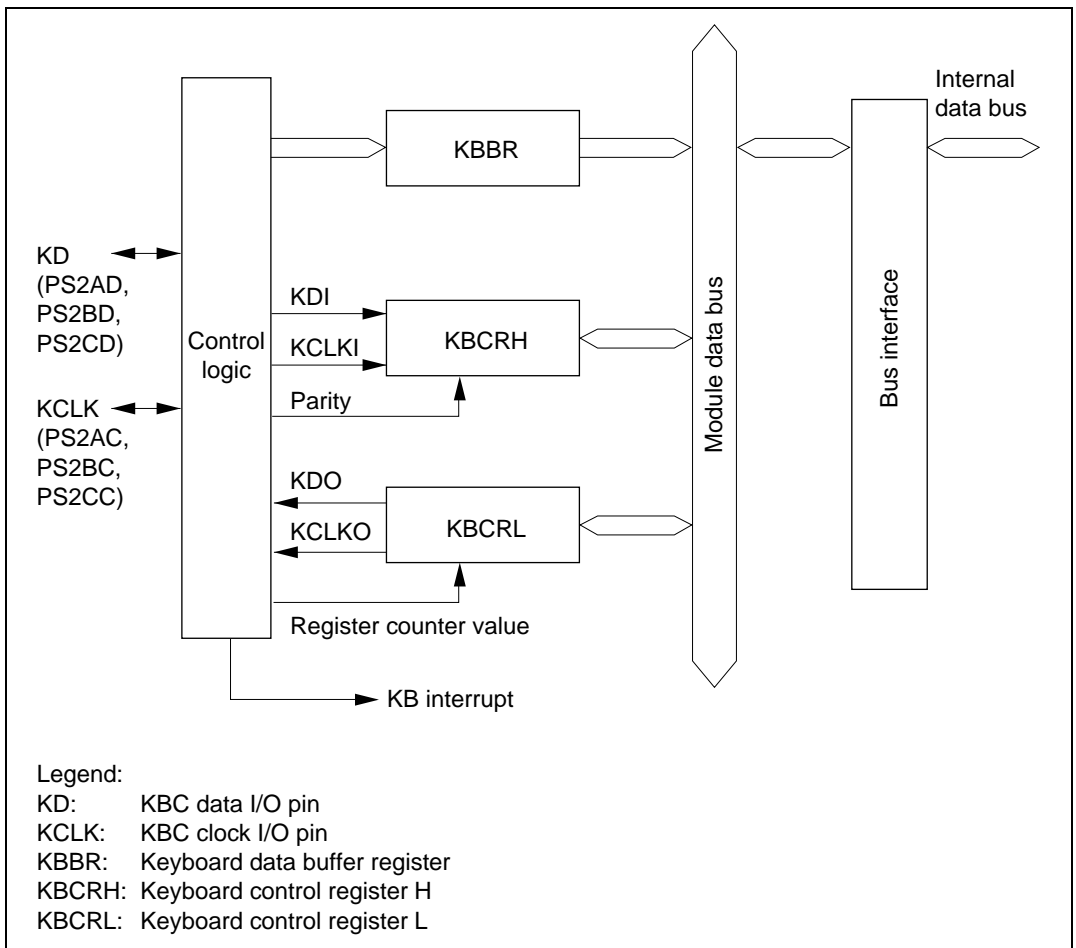 Internal
data bus
KBBR
KD
(PS2AD,
PS2BD,
PS2CD)
KDI
Control
logic
KCLKI
KBCRH
Parity
Module data bus
Bus interface
KCLK
(PS2AC,
PS2BC,
PS2CC)
KDO
KCLKO
KBCRL
Register counter value
KB interrupt
Legend:
KD: KBC data I/O pin
KCLK: KBC clock I/O pin
KBBR: Keyboard data buffer register
KBCRH: Keyboard control register H
KBCRL: Keyboard control register L